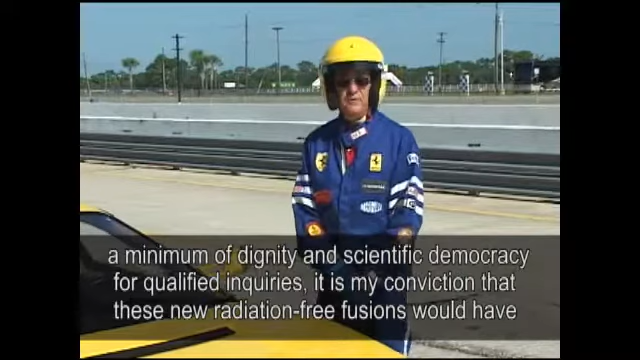 a minimum of dignity and scientific democracy
for qualified inquiries, it is my conviction that
these new radiation-free fusions would have